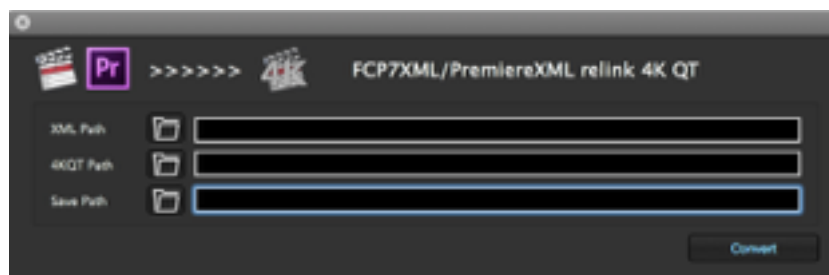 Pr >>>>>> 4K FCP7XML/PremiereXML relink 4K QT
XML Path
4KQT Path
Save Path
Convert